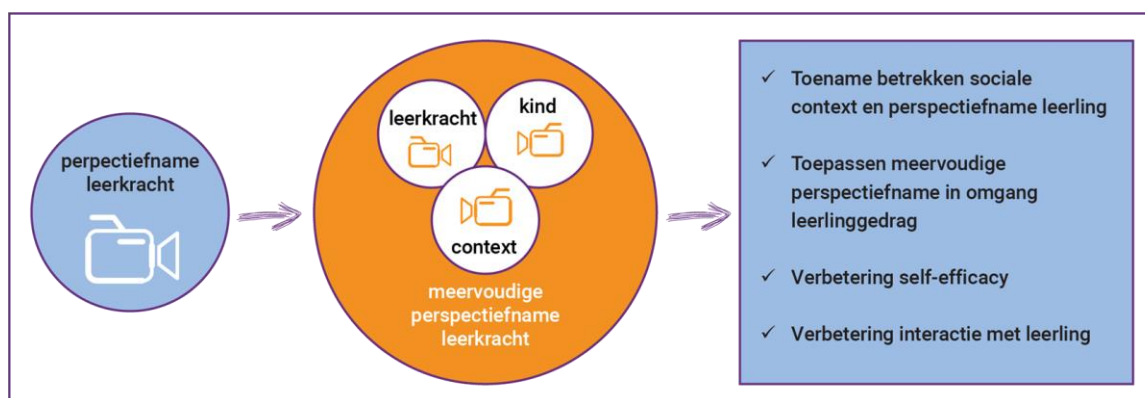 perpectiefname
leerkracht
leerkracht
kind
context
meervoudige
perspectiefname
leerkracht
✓ Toename betrekken sociale
context en perspectiefname leerling
✓ Toepassen meervoudige
perspectiefname in omgang
leerlinggedrag
✓ Verbetering self-efficacy
✓ Verbetering interactie met leerling